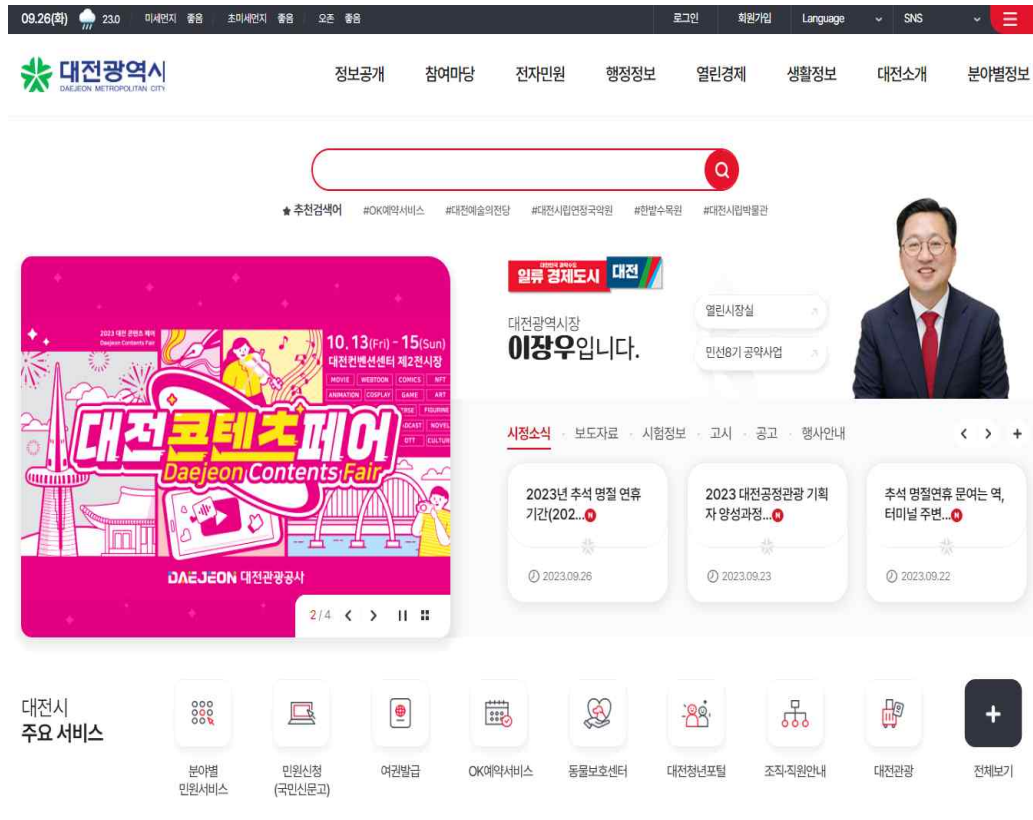 09.26(화) 23.0 미세먼지 좋음 초미세먼지 좋음 오존 좋음 로그인 회원가입 Language SNS
대전광역시
DAEJEON METROPOLITAN CITY
정보공개 참여마당 전자민원 행정정보 열린경제 생활정보 대전소개 분야별정보
추천검색어 #OK예약서비스 #대전예술의전당 #대전시립연정국악원 #한밭수목원 #대전시립박물관
2023 대전 콘텐츠 페어
Daejeon Contents Fair
10.13(Fri) - 15(Sun)
대전컨벤션센터 제2전시장
MOVIE WEBTOON COMICS NFT
ANIMATION COSPLAY GAME ART
FIGURINE
NOVEL
OTT CULTURE
대전콘텐츠페어
Daejeon Contents Fair
DAEJEON 대전관광공사
2/4
일류 경제도시 대전
대전광역시장
이장우입니다.
열린시장실
민선8기 공약사업
시정소식 · 보도자료 · 시험정보 · 고시 · 공고 · 행사안내
2023년 추석 명절 연휴
기간(202...N
2023.09.26
2023 대전공정관광 기획
자 양성과정...N
2023.09.23
추석 명절연휴 문여는 역,
터미널 주변...N
2023.09.22
대전시
주요 서비스
분야별
민원서비스
민원신청
(국민신문고)
여권발급
OK예약서비스
동물보호센터
대전청년포털
조직·직원안내
대전관광
전체보기